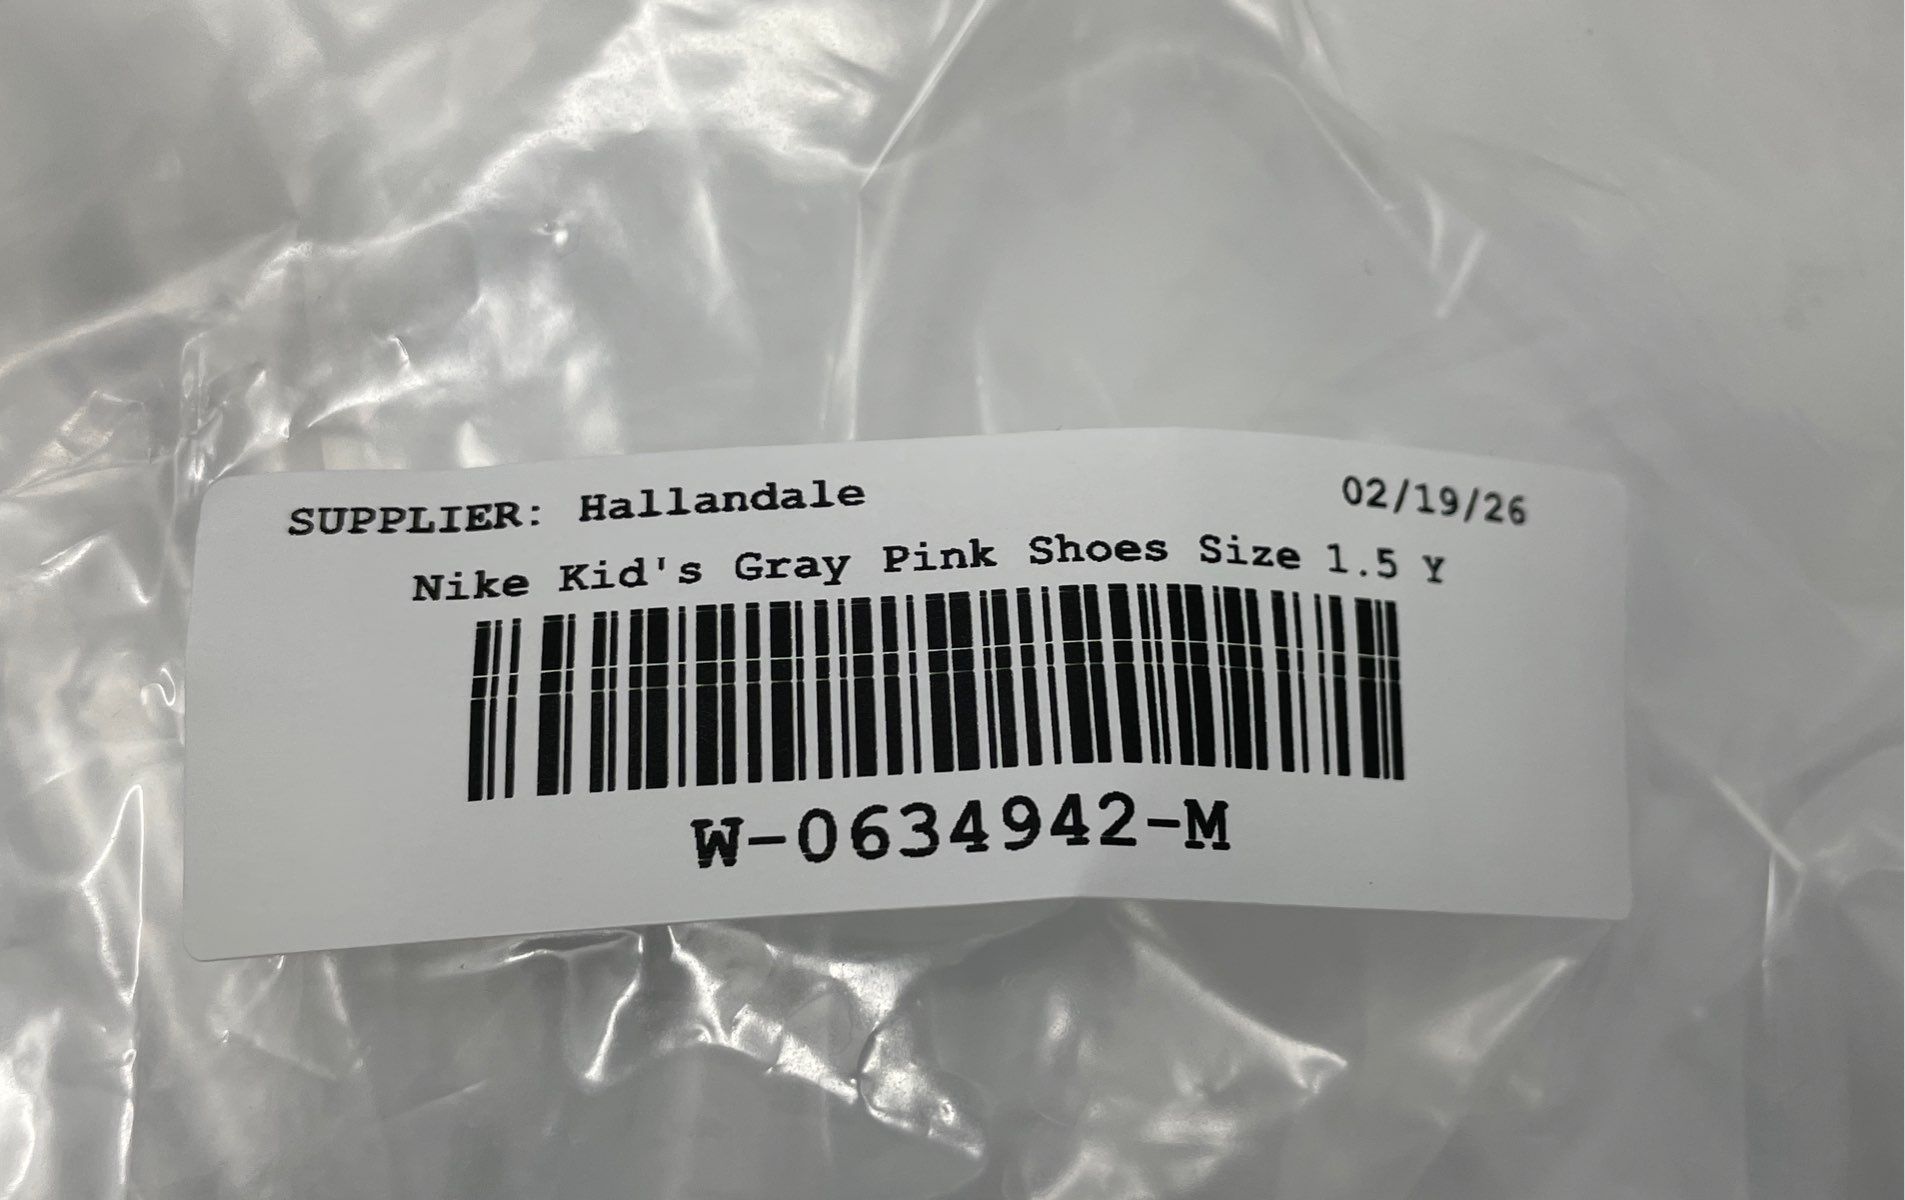 SUPPLIER: Hallandale 02/19/26
Nike Kid's Gray Pink Shoes Size 1.5 Y
W-0634942-M